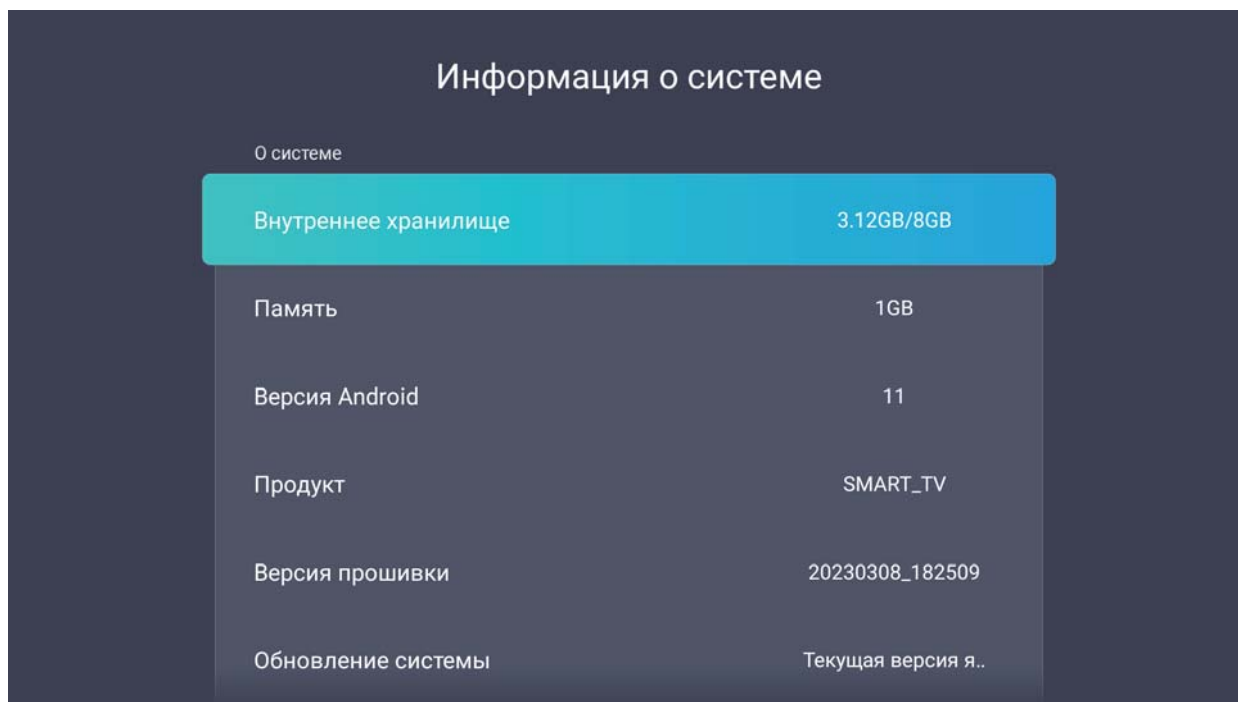 Информация о системе
О системе
Внутреннее хранилище 3.12GB/8GB
Память 1GB
Версия Android 11
Продукт SMART_TV
Версия прошивки 20230308_182509
Обновление системы Текущая версия я..